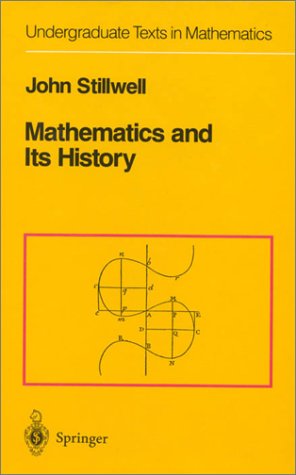 Undergraduate Texts in Mathematics
John Stillwell
Mathematics and
Its History
n
b
r
c
q
d
e
p
m
A
M
P
E
D
Q
C
R
B
N
Springer